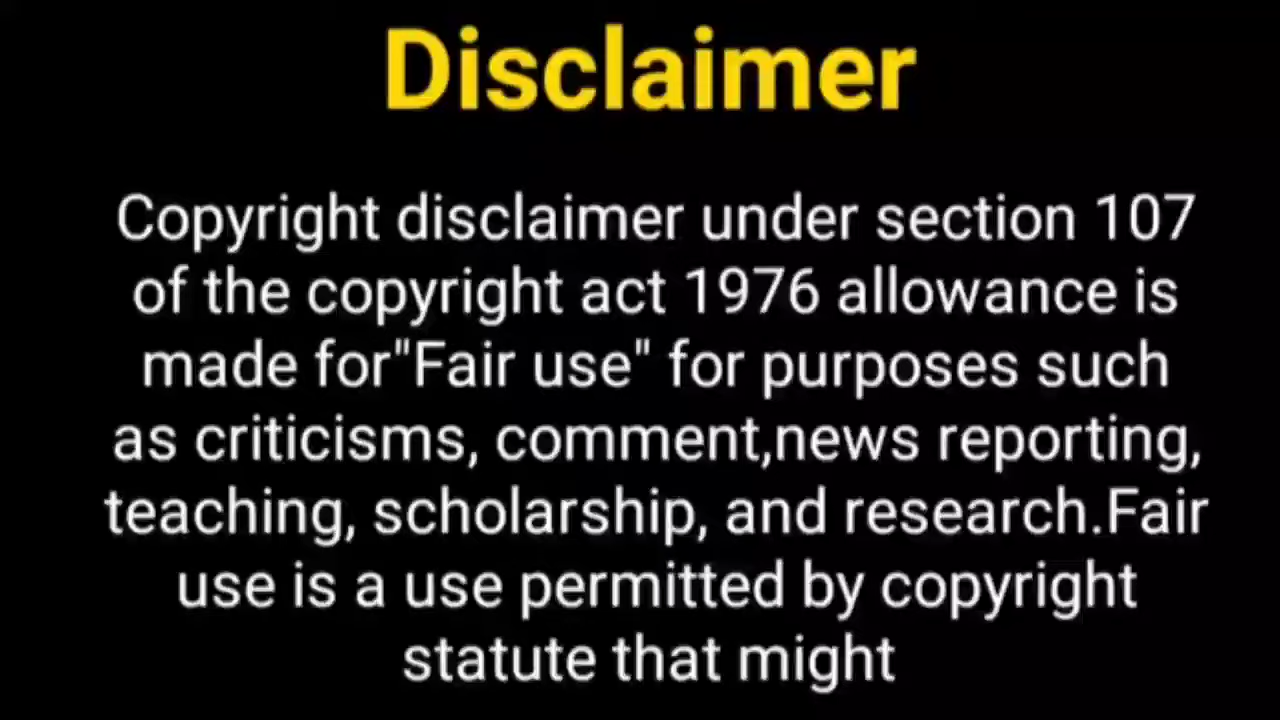 Disclaimer
Copyright disclaimer under section 107
of the copyright act 1976 allowance is
made for"Fair use" for purposes such
as criticisms, comment,news reporting,
teaching, scholarship, and research.Fair
use is a use permitted by copyright
statute that might